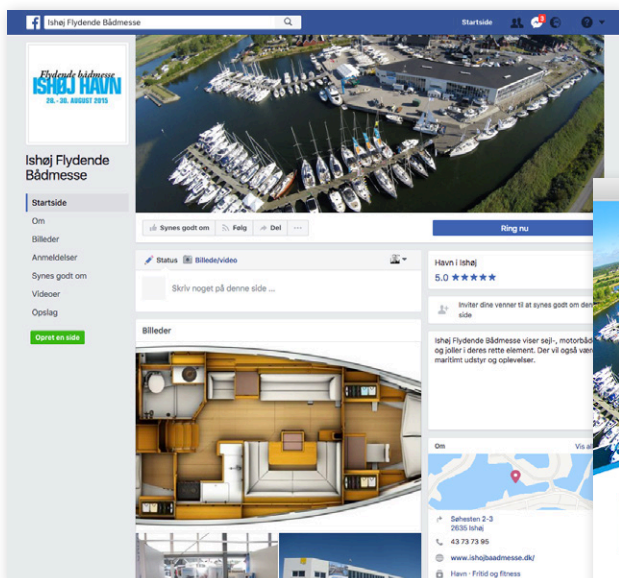 Ishøj Flydende Bådmesse
Startside
3
Flydende bådmesse
ISHØJ HAVN
28. - 30. AUGUST 2015
Ishøj Flydende
Bådmesse
Startside
Om
Billeder
Anmeldelser
Synes godt om
Videoer
Opslag
Opret en side
Synes godt om
Følg
Del
Ring nu
Status
Billede/video
Skriv noget på denne side ...
Billeder
Havn i Ishøj
5.0 ★★★★★
Inviter dine venner til at synes godt om den
side
Ishøj Flydende Bådmesse viser sejl-, motorbåde
og joller i deres rette element. Der vil også være
maritimt udstyr og oplevelser.
Om
Vis all
Søhesten 2-3
2635 Ishøj
43 73 73 95
www.ishojbaadmesse.dk/
Havn · Fritid og fitness